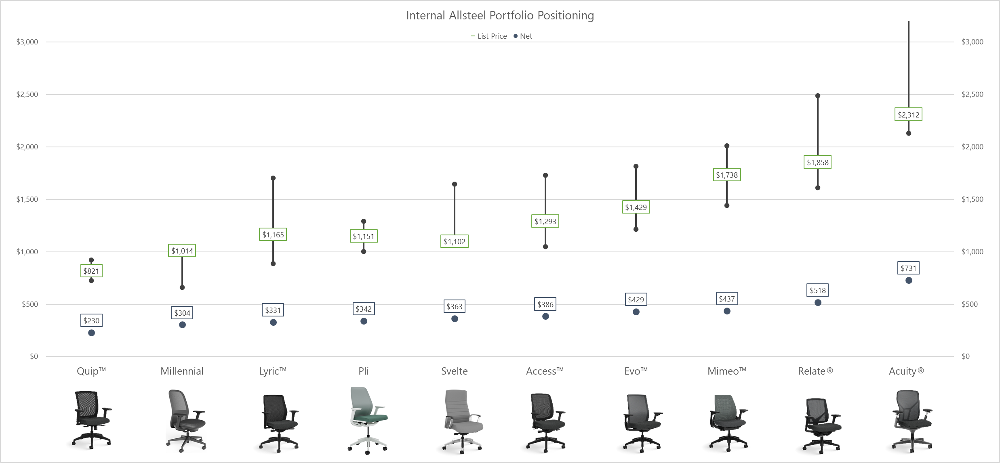 Internal Allsteel Portfolio Positioning
List Price Net
$3,000 $3,000
$2,500 $2,500
$2,312
$2,000 $2,000
$1,858
$1,738
$1,500 $1,500
$1,429
$1,293
$1,165 $1,151 $1,102
$1,014 $1,000 $1,000
$821 $731
$518
$500 $304 $331 $342 $363 $386 $429 $437 $500
$230
$0 $0
Quip™ Millennial Lyric™ Pli Svelte Access™ Evo™ Mimeo™ Relate® Acuity®